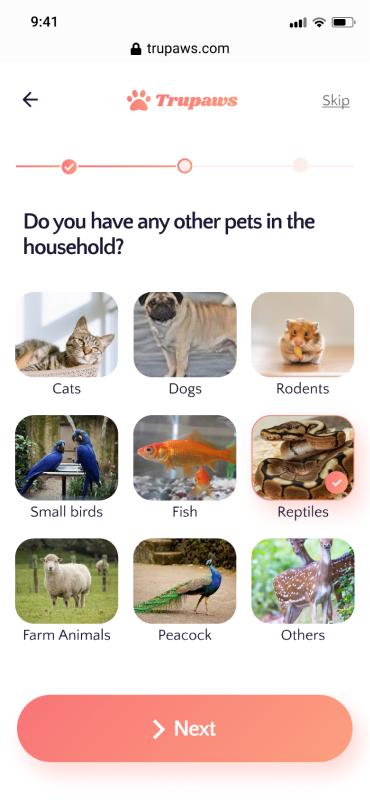 9:41
trupaws.com
Trupaws
Skip
Do you have any other pets in the
household?
Cats
Dogs
Rodents
Small birds
Fish
Reptiles
Farm Animals
Peacock
Others
Next